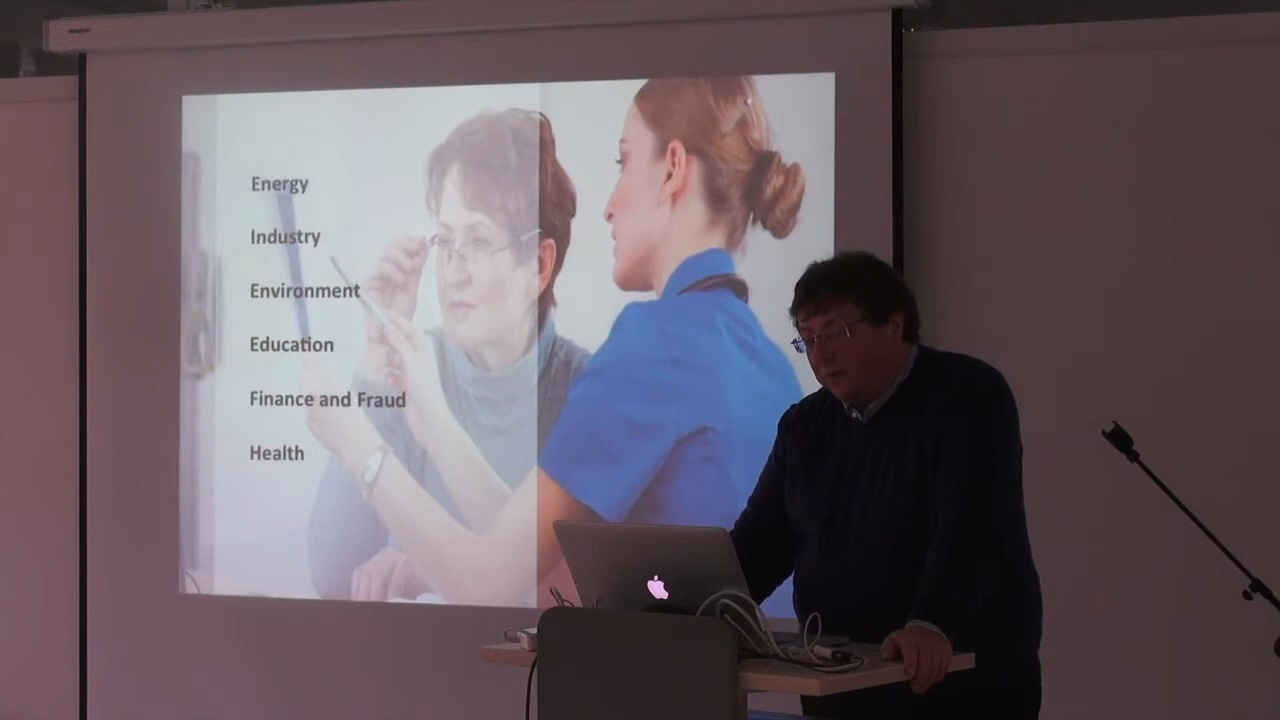 Energy
Industry
Environment
Education
Finance and Fraud
Health